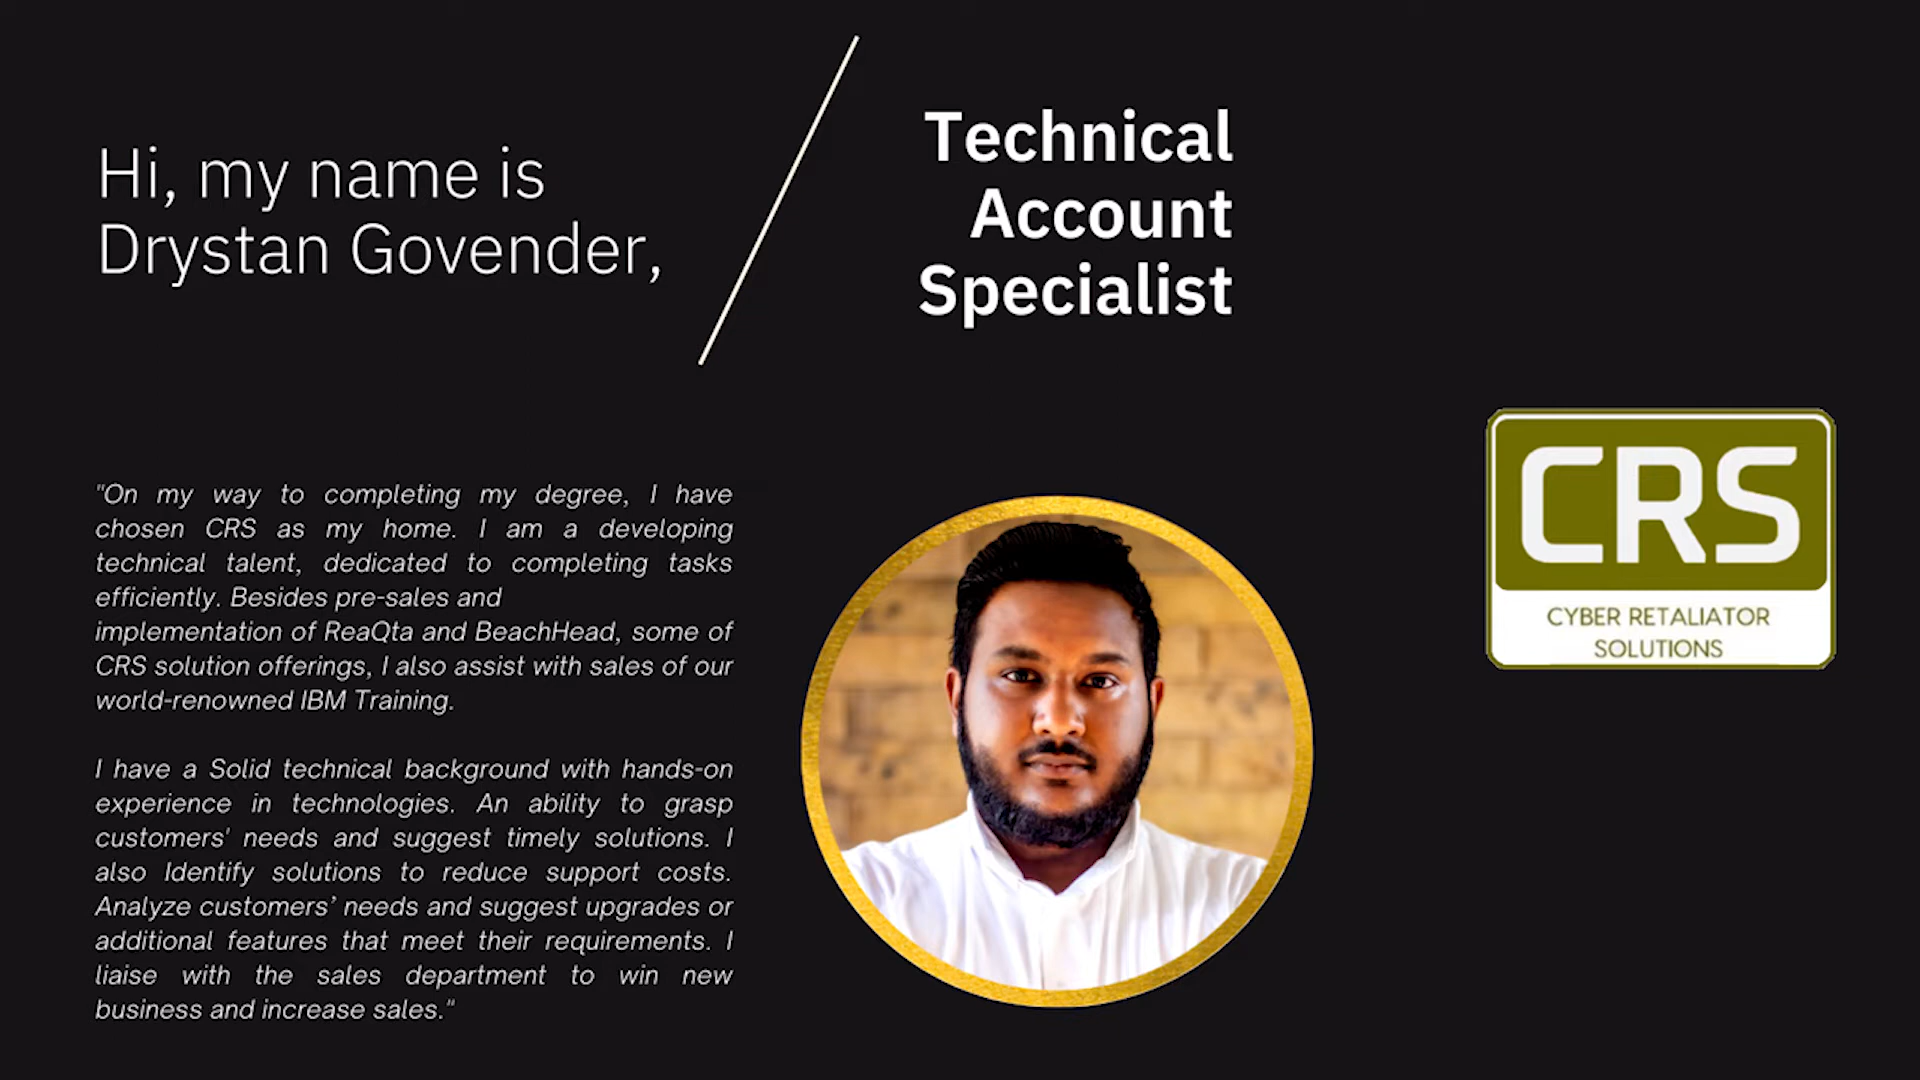 Hi, my name is
Drystan Govender,
Technical
Account
Specialist
"On my way to completing my degree, I have
chosen CRS as my home. I am a developing
technical talent, dedicated to completing tasks
efficiently. Besides pre-sales and
implementation of ReaQta and BeachHead, some of
CRS solution offerings, I also assist with sales of our
world-renowned IBM Training.
I have a Solid technical background with hands-on
experience in technologies. An ability to grasp
customers' needs and suggest timely solutions. I
also Identify solutions to reduce support costs.
Analyze customers’ needs and suggest upgrades or
additional features that meet their requirements. I
liaise with the sales department to win new
business and increase sales."
CRS
CYBER RETALIATOR
SOLUTIONS